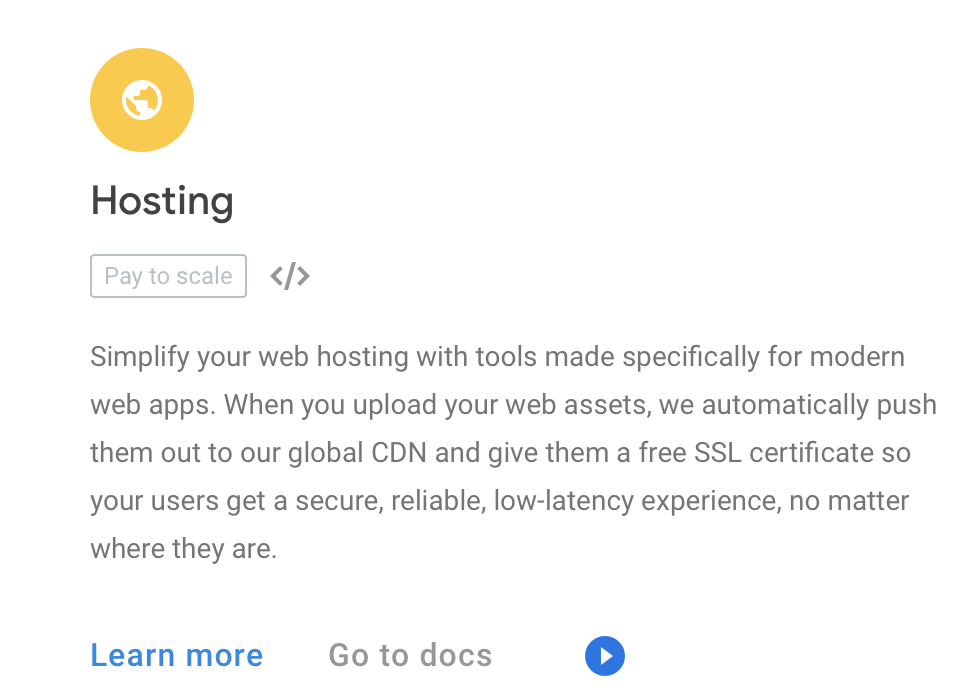 Hosting
Pay to scale
Simplify your web hosting with tools made specifically for modern
web apps. When you upload your web assets, we automatically push
them out to our global CDN and give them a free SSL certificate so
your users get a secure, reliable, low-latency experience, no matter
where they are.
Learn more Go to docs